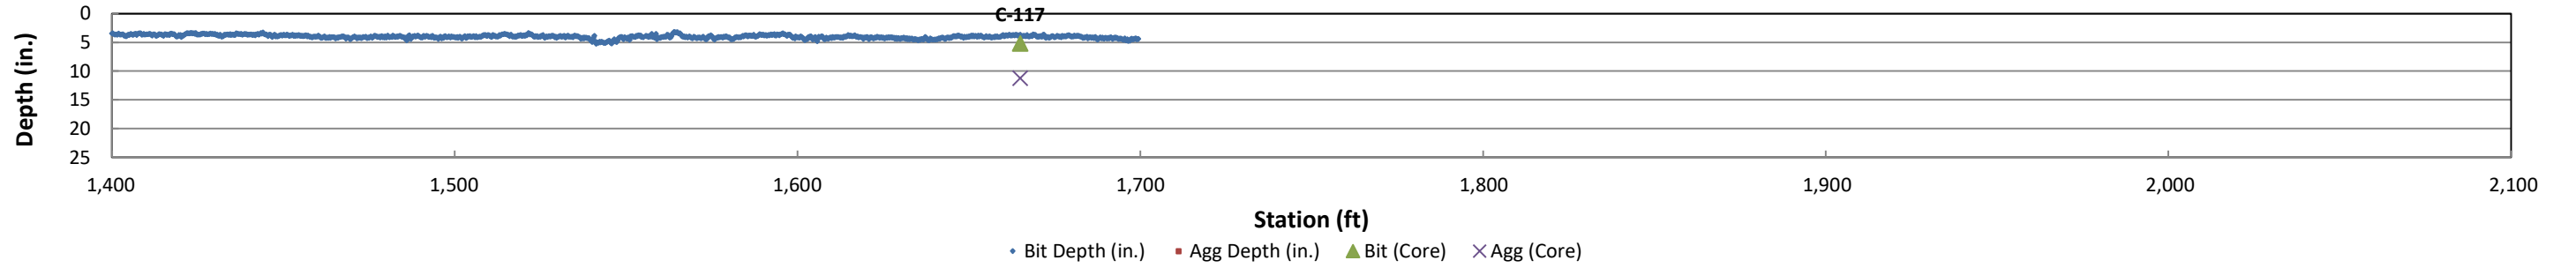 C-117
0
5
10
15
20
25
Depth (in.)
1,400 1,500 1,600 1,700 1,800 1,900 2,000 2,100
Station (ft)
Bit Depth (in.) Agg Depth (in.) Bit (Core) Agg (Core)